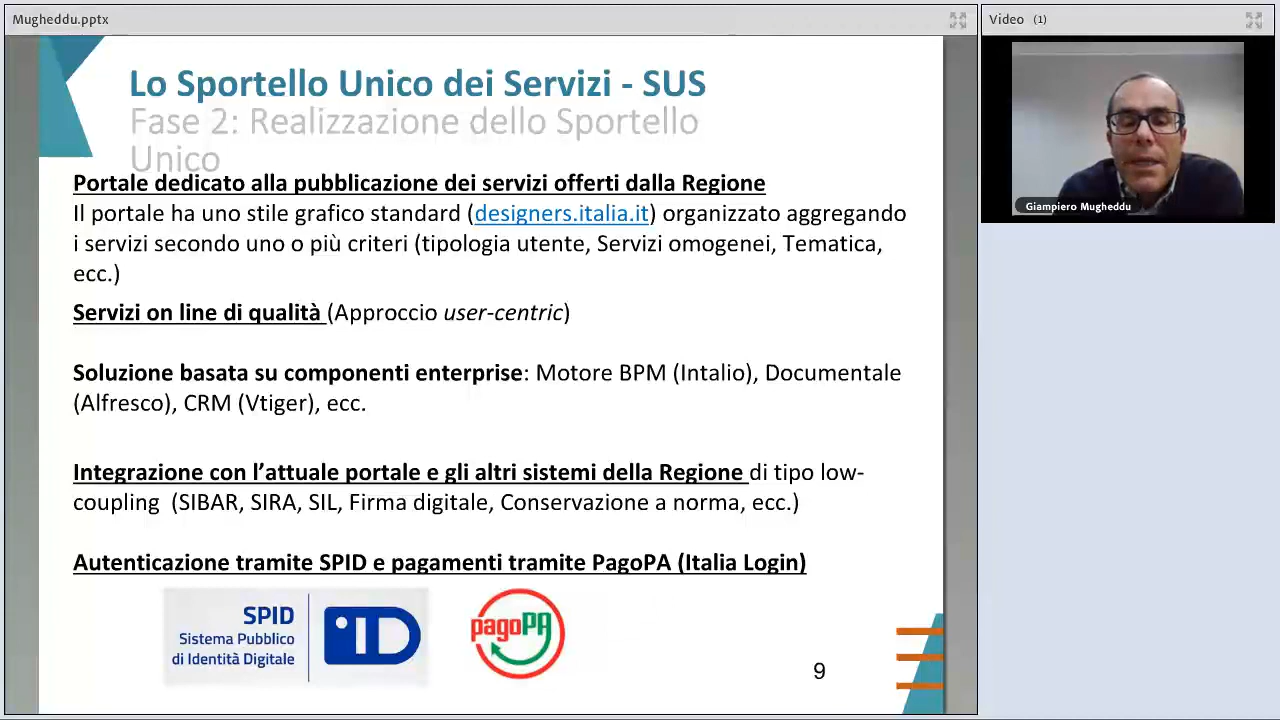 Mugheddu.pptx
Video (1)
Lo Sportello Unico dei Servizi - SUS
Fase 2: Realizzazione dello Sportello
Unico
Portale dedicato alla pubblicazione dei servizi offerti dalla Regione
Il portale ha uno stile grafico standard (designers.italia.it) organizzato aggregando
i servizi secondo uno o più criteri (tipologia utente, Servizi omogenei, Tematica,
ecc.)
Servizi on line di qualità (Approccio user-centric)
Soluzione basata su componenti enterprise: Motore BPM (Intalio), Documentale
(Alfresco), CRM (Vtiger), ecc.
Integrazione con l’attuale portale e gli altri sistemi della Regione di tipo low-
coupling (SIBAR, SIRA, SIL, Firma digitale, Conservazione a norma, ecc.)
Autenticazione tramite SPID e pagamenti tramite PagoPA (Italia Login)
SPID
Sistema Pubblico
di Identità Digitale
iD
pagoPA
9
Giampiero Mugheddu